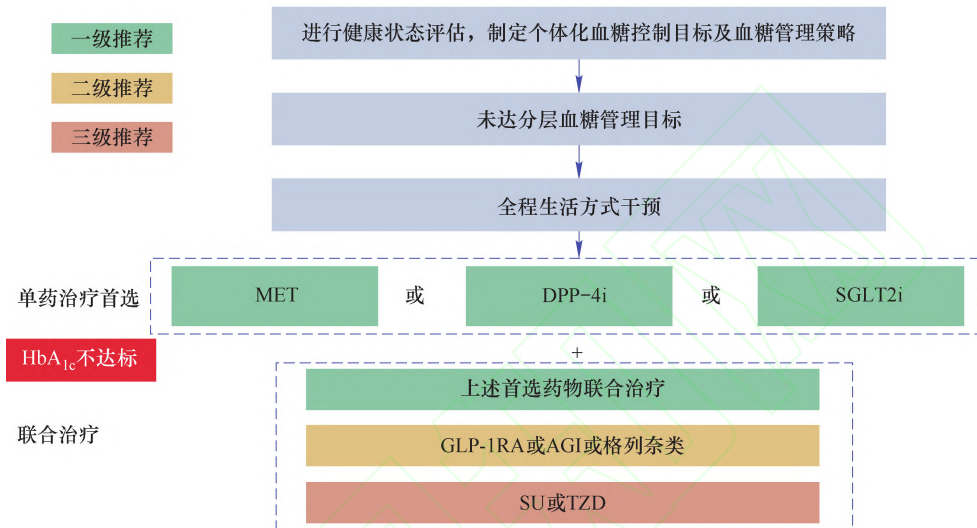 一级推荐
二级推荐
三级推荐
进行健康状态评估，制定个体化血糖控制目标及血糖管理策略
未达分层血糖管理目标
全程生活方式干预
单药治疗首选
MET 或 DPP-4i 或 SGLT2i
HbA1c不达标
+
联合治疗
上述首选药物联合治疗
GLP-1RA或AGI或格列奈类
SU或TZD